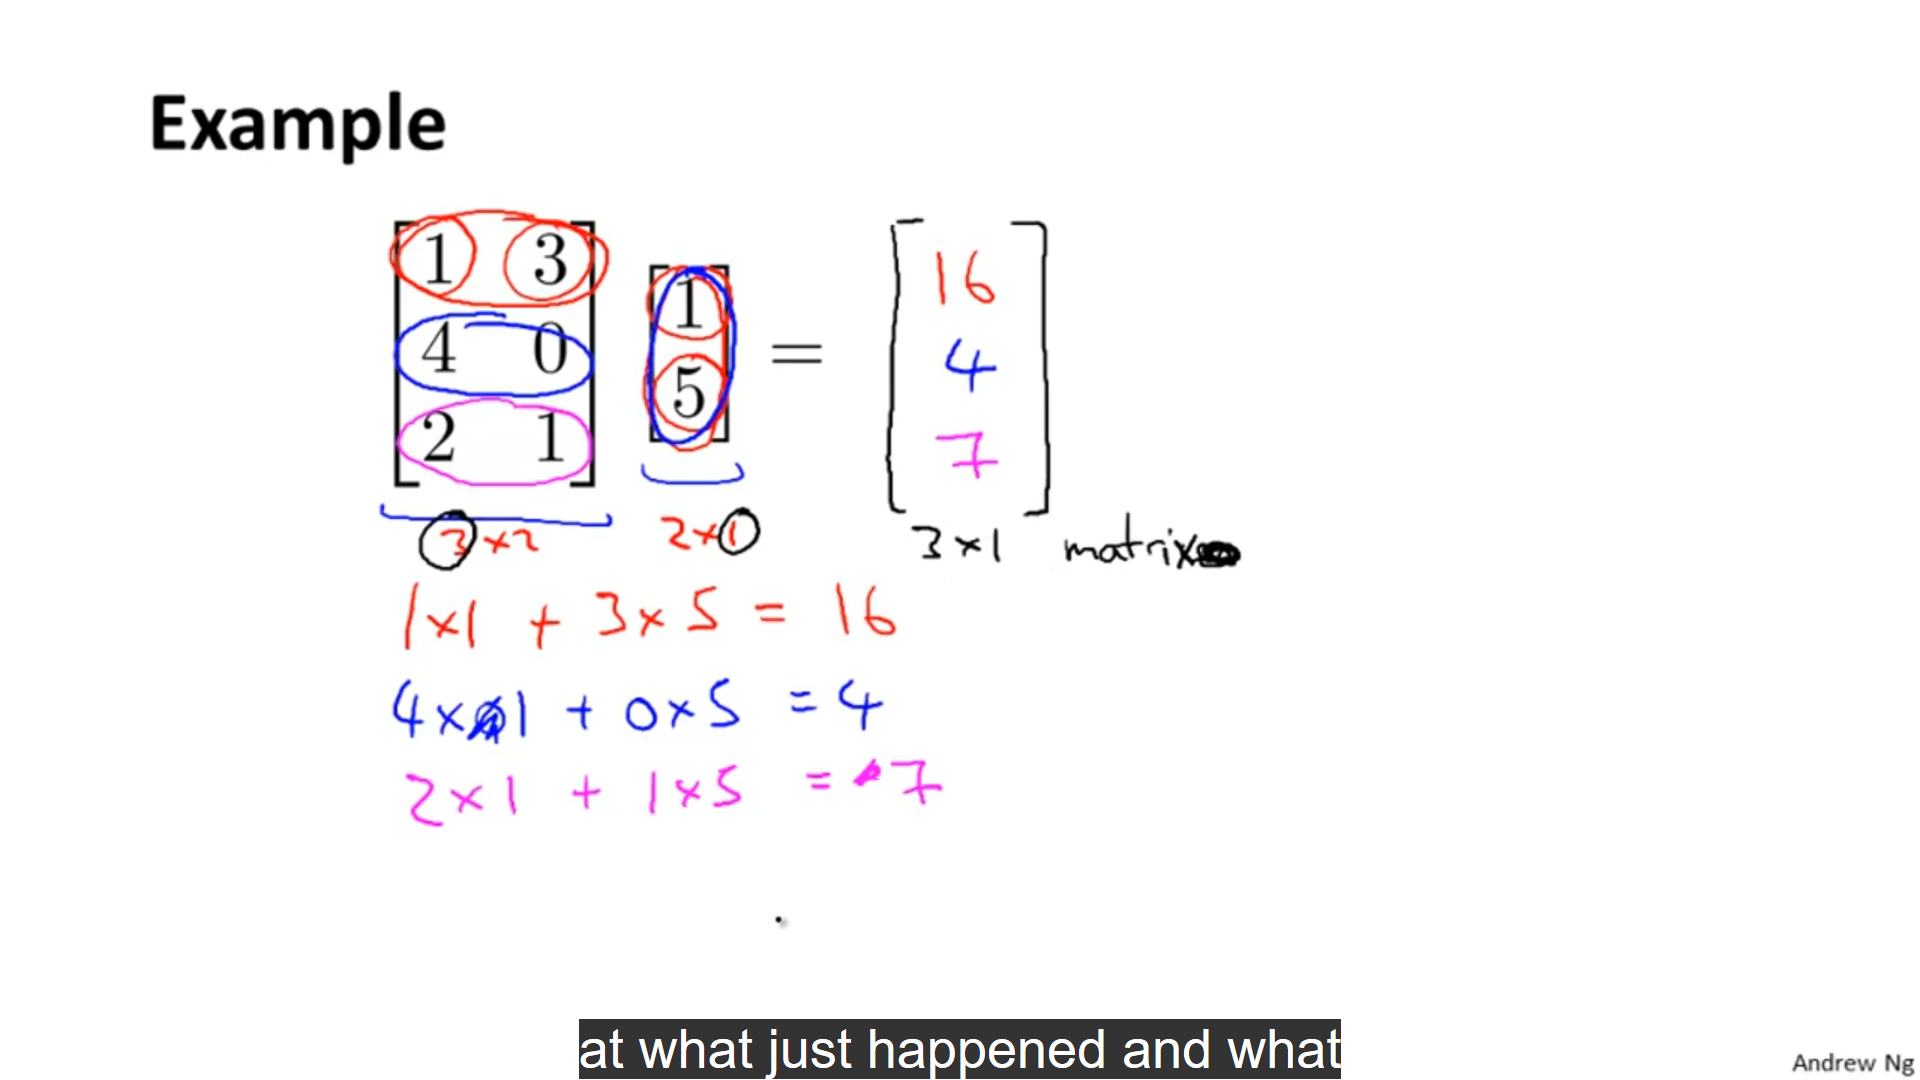 Example
1 3
4 0
2 1
1
5
=
16
4
7
3×2
2×1
3×1 matrix
1×1 + 3×5 = 16
4×1 + 0×5 = 4
2×1 + 1×5 = 7
at what just happened and what
Andrew Ng